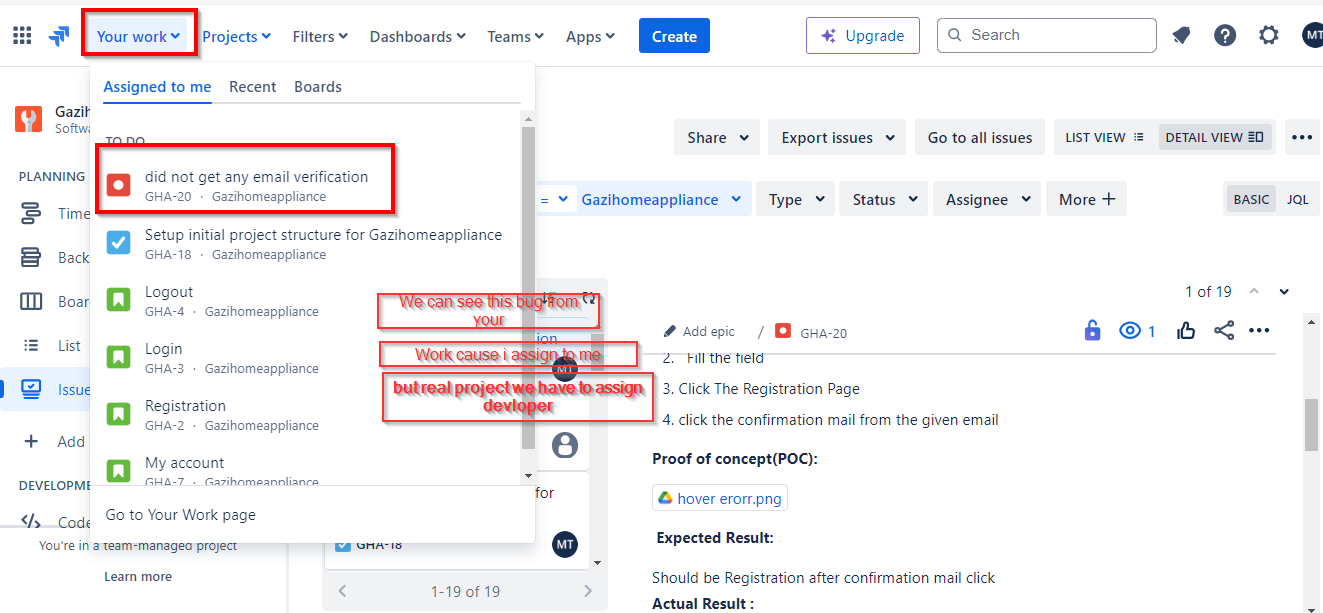 Your work Projects Filters Dashboards Teams Apps Create Upgrade Search MT
Assigned to me Recent Boards
Gazih
Softwa
TO DO
did not get any email verification
GHA-20 · Gazihomeappliance
Setup initial project structure for Gazihomeappliance
GHA-18 · Gazihomeappliance
Logout
GHA-4 · Gazihomeappliance
Login
GHA-3 · Gazihomeappliance
Registration
GHA-2 · Gazihomeappliance
My account
GHA-7 · Gazihomeappliance
Go to Your Work page
PLANNING
Time
Back
Boar
List
Issue
Add
DEVELOPME
Code
You're in a team-managed project
Learn more
Share Export issues Go to all issues LIST VIEW DETAIL VIEW
= Gazihomeappliance Type Status Assignee More + BASIC JQL
We can see this bug from
your
ion
Work cause i assign to me
MT
but real project we have to assign
devloper
for
GHA-18 MT
1-19 of 19
1 of 19
Add epic / GHA-20 1
2. Fill the field
3. Click The Registration Page
4. click the confirmation mail from the given email
Proof of concept(POC):
hover erorr.png
Expected Result:
Should be Registration after confirmation mail click
Actual Result :